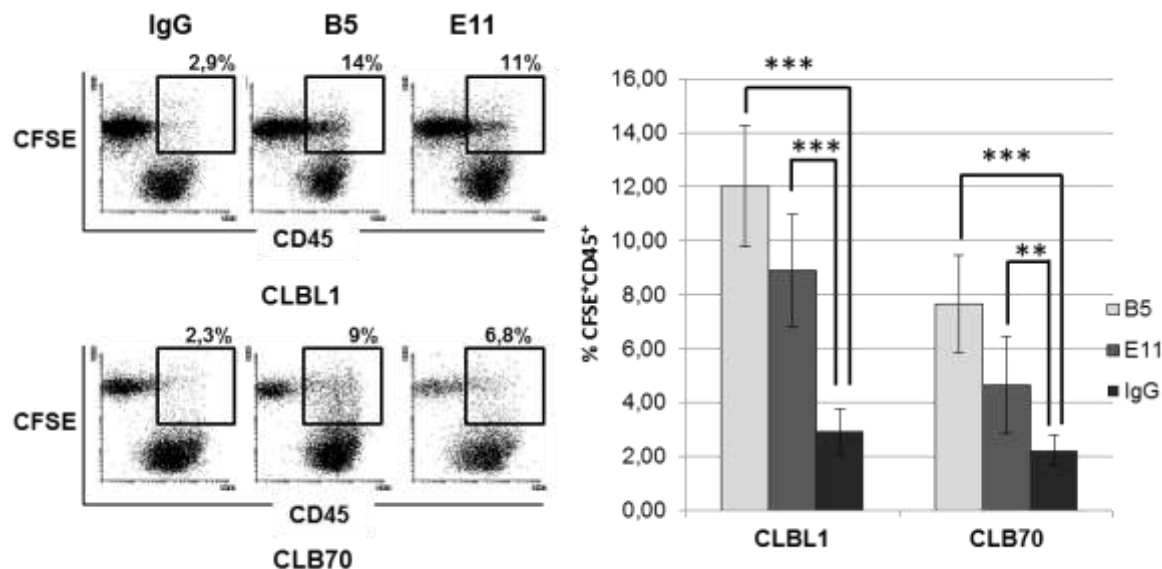 IgG B5 E11
2,9% 14% 11%
CFSE
CD45
CLBL1
2,3% 9% 6,8%
CFSE
CD45
CLB70
16,00
14,00
12,00
10,00
8,00
6,00
4,00
2,00
0,00
% CFSE⁺CD45⁺
***
***
***
**
CLBL1 CLB70
B5
E11
IgG